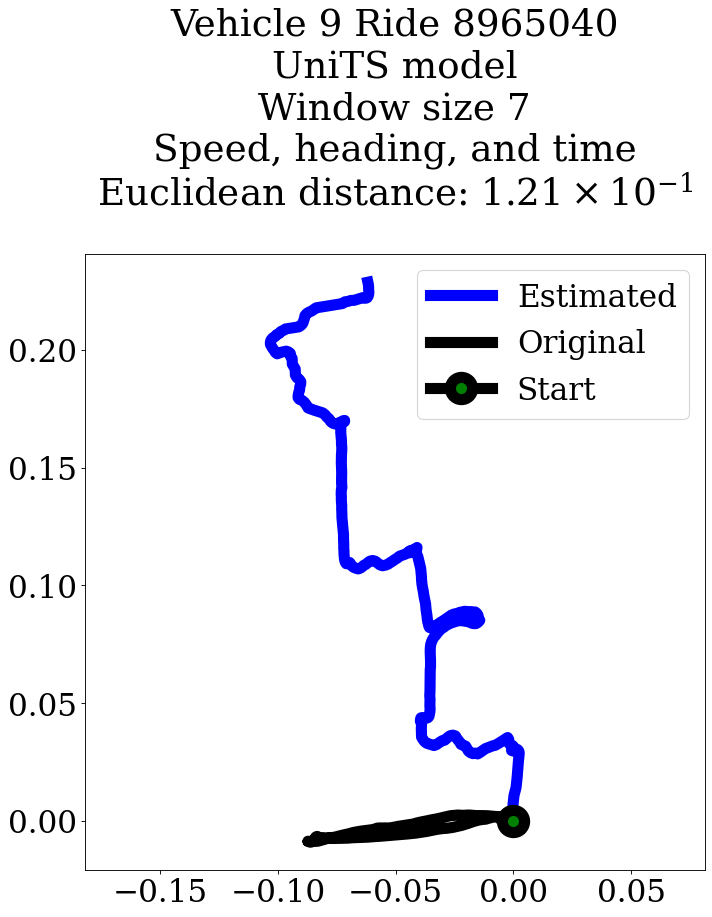 Vehicle 9 Ride 8965040
UniTS model
Window size 7
Speed, heading, and time
Euclidean distance: 1.21 × 10⁻¹
Estimated
Original
Start
0.20
0.15
0.10
0.05
0.00
−0.15 −0.10 −0.05 0.00 0.05